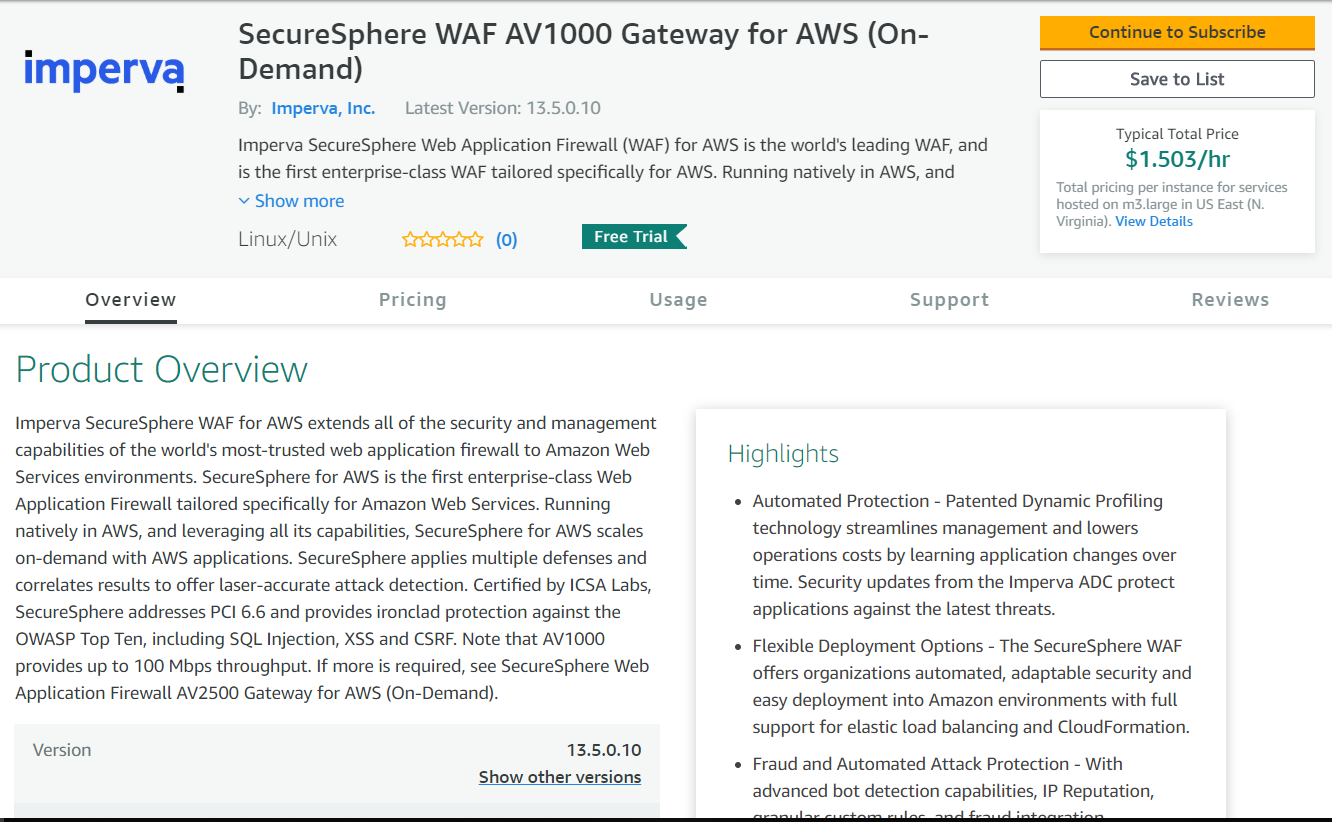 imperva
SecureSphere WAF AV1000 Gateway for AWS (On-
Demand)
By: Imperva, Inc. Latest Version: 13.5.0.10
Imperva SecureSphere Web Application Firewall (WAF) for AWS is the world's leading WAF, and
is the first enterprise-class WAF tailored specifically for AWS. Running natively in AWS, and
Show more
Linux/Unix (0) Free Trial
Continue to Subscribe
Save to List
Typical Total Price
$1.503/hr
Total pricing per instance for services
hosted on m3.large in US East (N.
Virginia). View Details
Overview Pricing Usage Support Reviews
Product Overview
Imperva SecureSphere WAF for AWS extends all of the security and management
capabilities of the world's most-trusted web application firewall to Amazon Web
Services environments. SecureSphere for AWS is the first enterprise-class Web
Application Firewall tailored specifically for Amazon Web Services. Running
natively in AWS, and leveraging all its capabilities, SecureSphere for AWS scales
on-demand with AWS applications. SecureSphere applies multiple defenses and
correlates results to offer laser-accurate attack detection. Certified by ICSA Labs,
SecureSphere addresses PCI 6.6 and provides ironclad protection against the
OWASP Top Ten, including SQL Injection, XSS and CSRF. Note that AV1000
provides up to 100 Mbps throughput. If more is required, see SecureSphere Web
Application Firewall AV2500 Gateway for AWS (On-Demand).
Version 13.5.0.10
Show other versions
Highlights
• Automated Protection - Patented Dynamic Profiling
technology streamlines management and lowers
operations costs by learning application changes over
time. Security updates from the Imperva ADC protect
applications against the latest threats.
• Flexible Deployment Options - The SecureSphere WAF
offers organizations automated, adaptable security and
easy deployment into Amazon environments with full
support for elastic load balancing and CloudFormation.
• Fraud and Automated Attack Protection - With
advanced bot detection capabilities, IP Reputation,
granular custom rules, and fraud integration